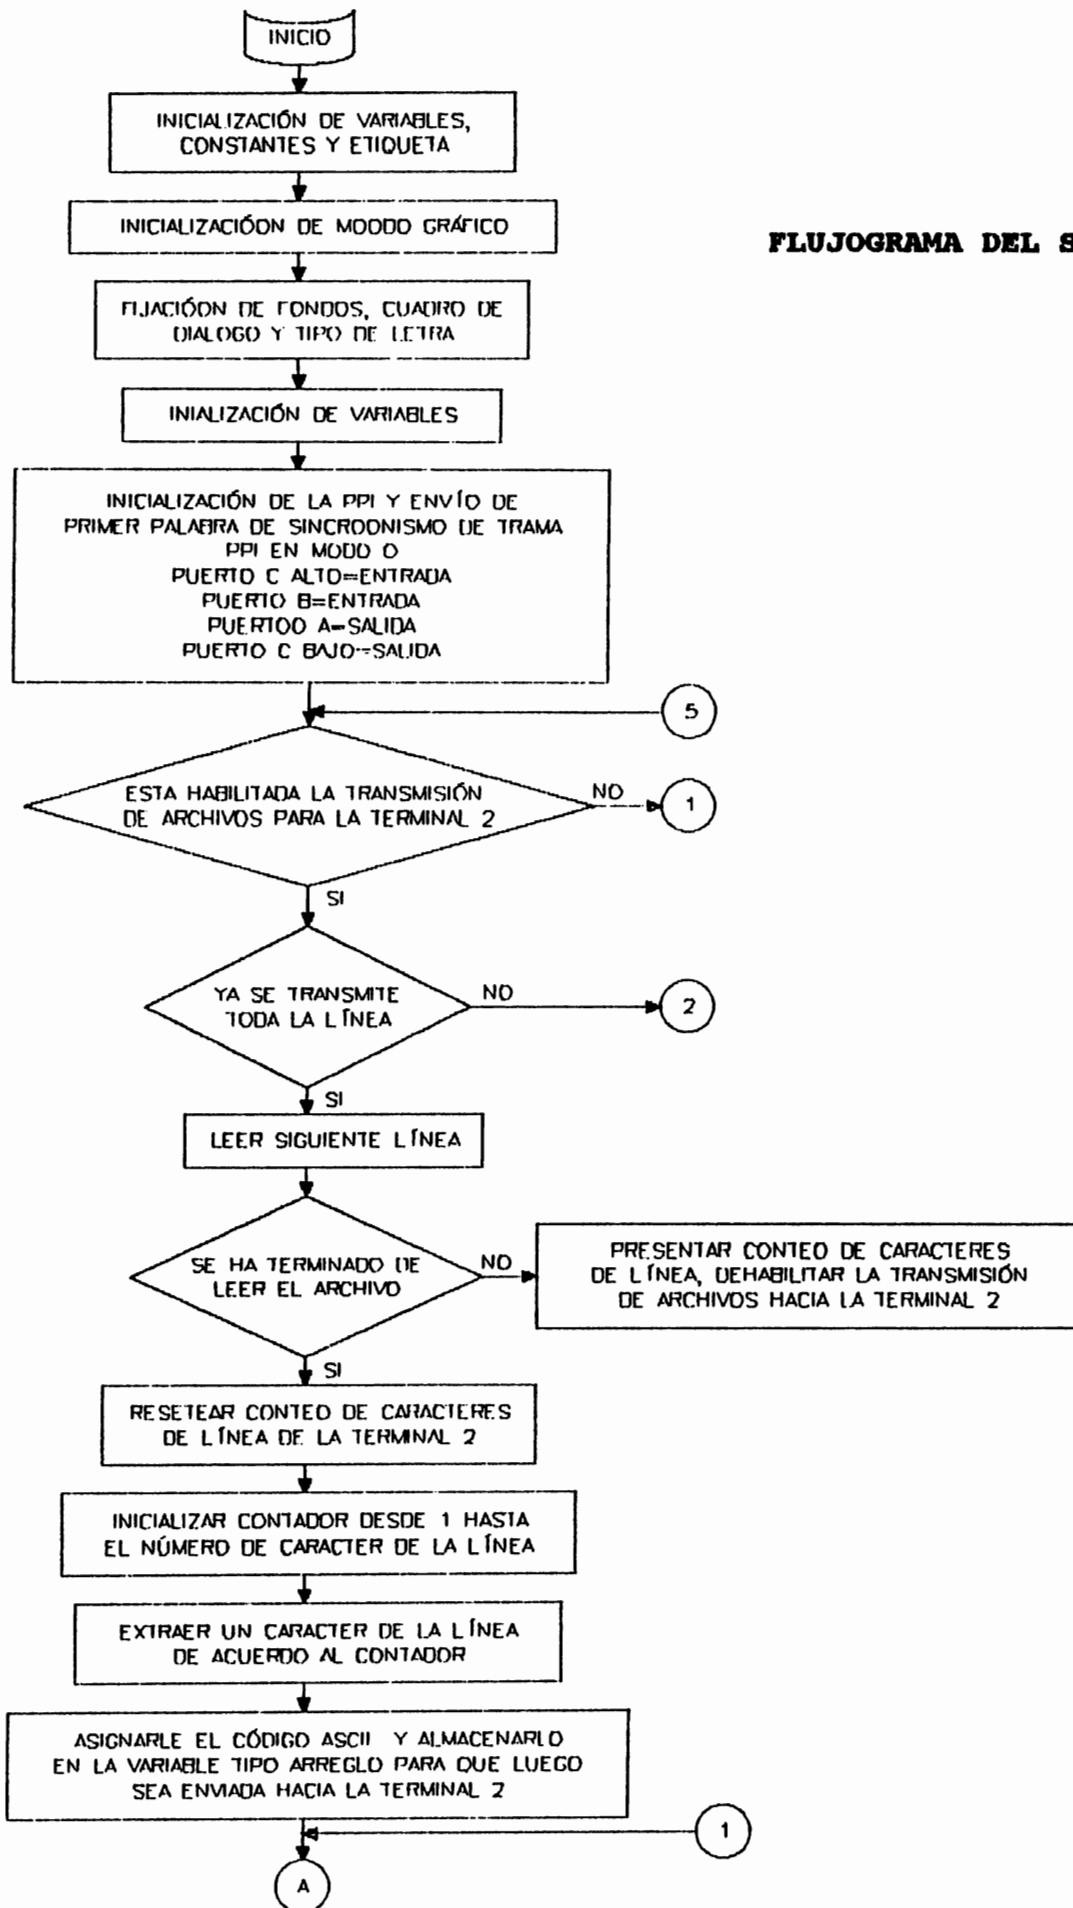 INICIO
INICIALIZACIÓN DE VARIABLES,
CONSTANTES Y ETIQUETA
INICIALIZACIÓON DE MOODO GRÁFICO
FLUJOGRAMA DEL S
FIJACIÓON DE FONDOS, CUADRO DE
DIALOGO Y TIPO DE LETRA
INIALIZACIÓN DE VARIABLES
INICIALIZACIÓN DE LA PPI Y ENVÍO DE
PRIMER PALABRA DE SINCROONISMO DE TRAMA
PPI EN MODO O
PUERTO C ALTO=ENTRADA
PUERTO B=ENTRADA
PUERTOO A=SALIDA
PUERTO C BAJO=SALIDA
5
ESTA HABILITADA LA TRANSMISIÓN
DE ARCHIVOS PARA LA TERMINAL 2
NO
1
SI
YA SE TRANSMITE
TODA LA LÍNEA
NO
2
SI
LEER SIGUIENTE LÍNEA
SE HA TERMINADO DE
LEER EL ARCHIVO
NO
PRESENTAR CONTEO DE CARACTERES
DE LÍNEA, DEHABILITAR LA TRANSMISIÓN
DE ARCHIVOS HACIA LA TERMINAL 2
SI
RESETEAR CONTEO DE CARACTERES
DE LÍNEA DE LA TERMINAL 2
INICIALIZAR CONTADOR DESDE 1 HASTA
EL NÚMERO DE CARACTER DE LA LÍNEA
EXTRAER UN CARACTER DE LA LÍNEA
DE ACUERDO AL CONTADOR
ASIGNARLE EL CÓDIGO ASCII Y ALMACENARLO
EN LA VARIABLE TIPO ARREGLO PARA QUE LUEGO
SEA ENVIADA HACIA LA TERMINAL 2
1
A